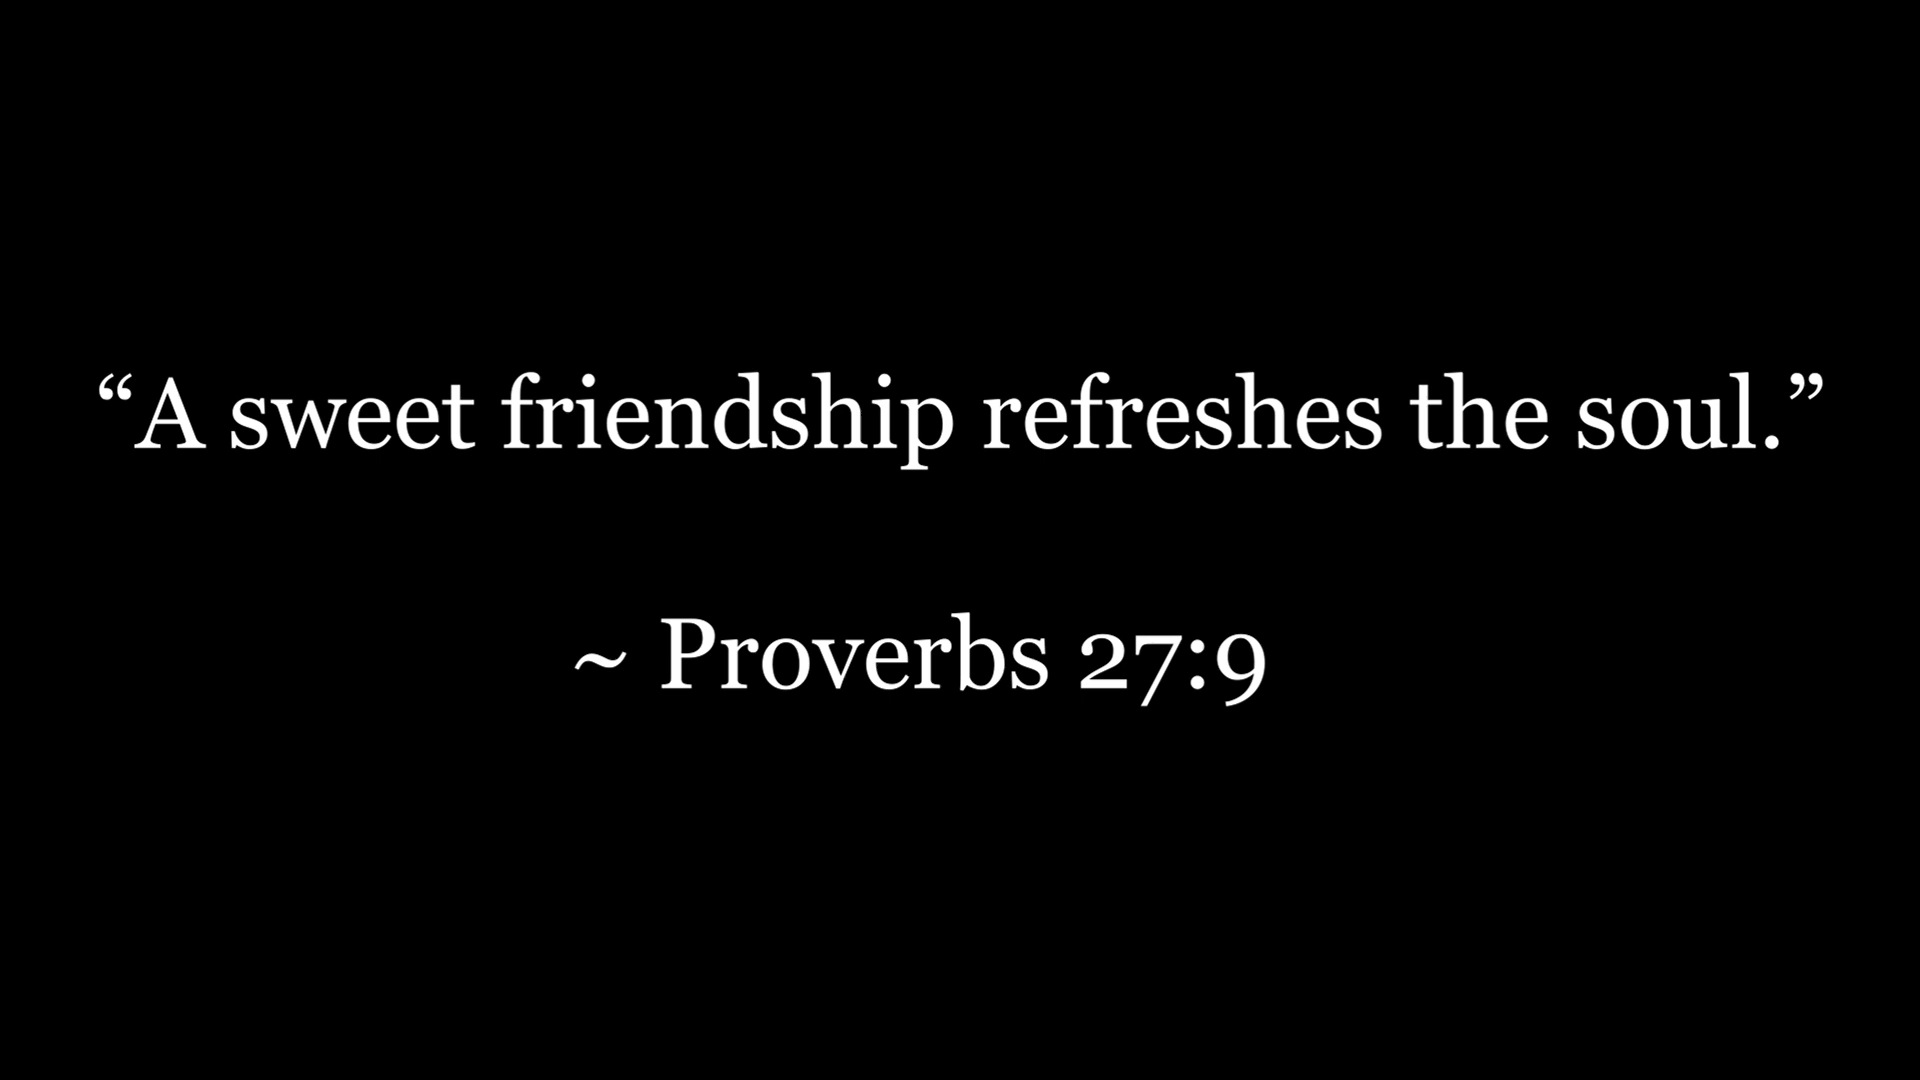 “A sweet friendship refreshes the soul.”
~ Proverbs 27:9